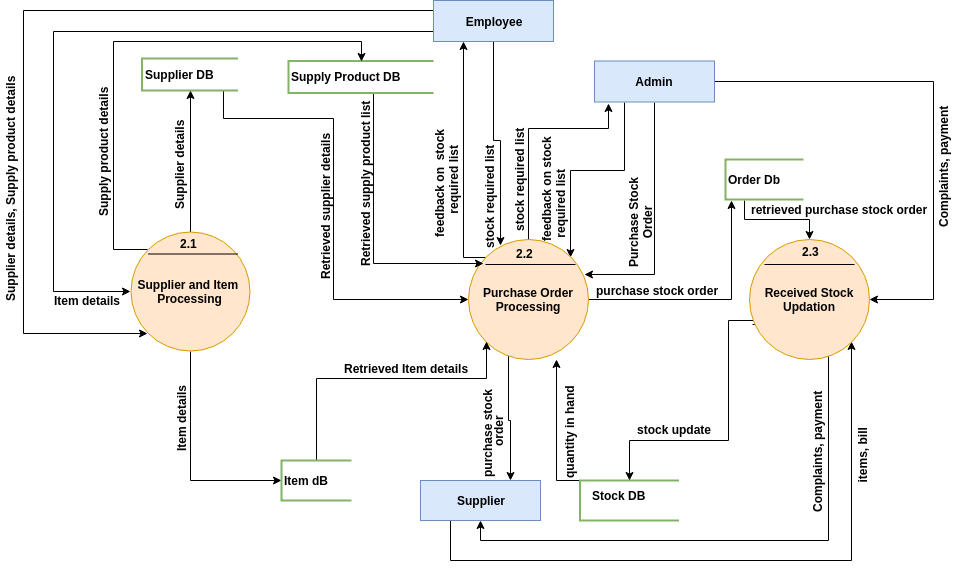 Employee
Admin
Supplier DB
Supply Product DB
Order Db
retrieved purchase stock order
Supplier details, Supply product details
Supply product details
Supplier details
Retrieved supplier details
Retrieved supply product list
feedback on stock
required list
stock required list
stock required list
feedback on stock
required list
Purchase Stock
Order
Complaints, payment
2.1
Supplier and Item
Processing
Item details
2.2
Purchase Order
Processing
purchase stock order
2.3
Received Stock
Updation
Retrieved Item details
Item details
purchase stock
order
quantity in hand
stock update
Complaints, payment
items, bill
Item dB
Supplier
Stock DB